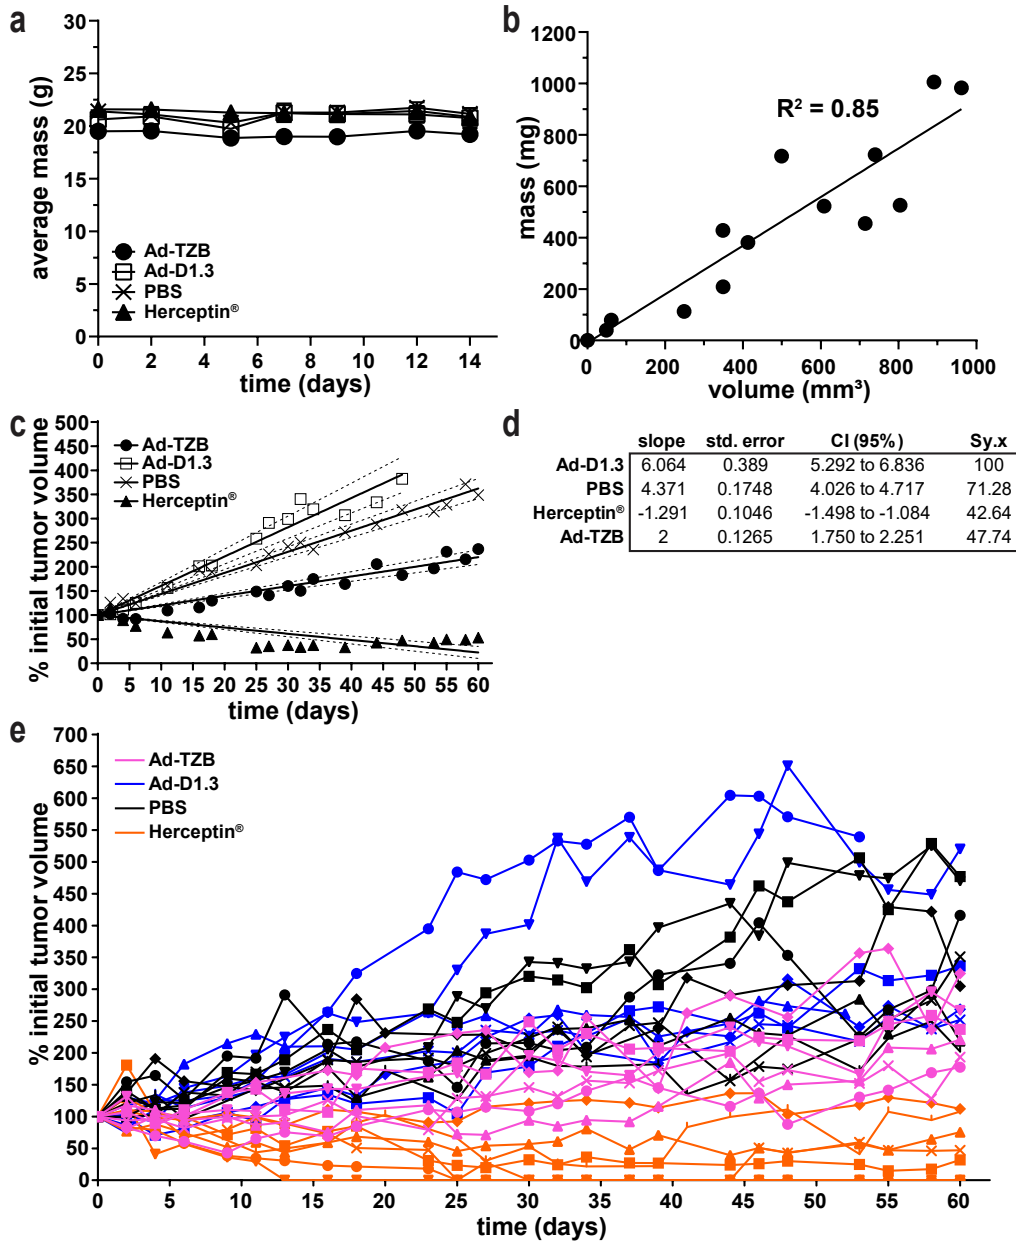 a
average mass (g)
30
25
20
15
10
5
0
Ad-TZB
Ad-D1.3
PBS
Herceptin®
0 2 4 6 8 10 12 14
time (days)
b
mass (mg)
1200
1000
800
600
400
200
0
R² = 0.85
0 200 400 600 800 1000
volume (mm³)
c
% initial tumor volume
500
450
400
350
300
250
200
150
100
50
0
Ad-TZB
Ad-D1.3
PBS
Herceptin®
0 5 10 15 20 25 30 35 40 45 50 55 60
time (days)
d
slope std. error CI (95%) Sy.x
Ad-D1.3 6.064 0.389 5.292 to 6.836 100
PBS 4.371 0.1748 4.026 to 4.717 71.28
Herceptin® -1.291 0.1046 -1.498 to -1.084 42.64
Ad-TZB 2 0.1265 1.750 to 2.251 47.74
e
% initial tumor volume
700
650
600
550
500
450
400
350
300
250
200
150
100
50
0
Ad-TZB
Ad-D1.3
PBS
Herceptin®
0 5 10 15 20 25 30 35 40 45 50 55 60
time (days)